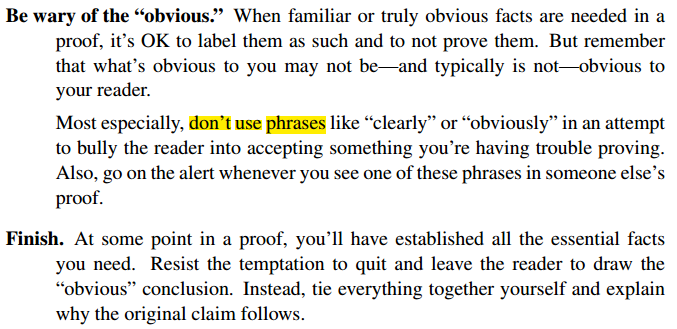 Be wary of the “obvious.” When familiar or truly obvious facts are needed in a
proof, it’s OK to label them as such and to not prove them. But remember
that what’s obvious to you may not be—and typically is not—obvious to
your reader.
Most especially, don’t use phrases like “clearly” or “obviously” in an attempt
to bully the reader into accepting something you’re having trouble proving.
Also, go on the alert whenever you see one of these phrases in someone else’s
proof.
Finish. At some point in a proof, you’ll have established all the essential facts
you need. Resist the temptation to quit and leave the reader to draw the
“obvious” conclusion. Instead, tie everything together yourself and explain
why the original claim follows.